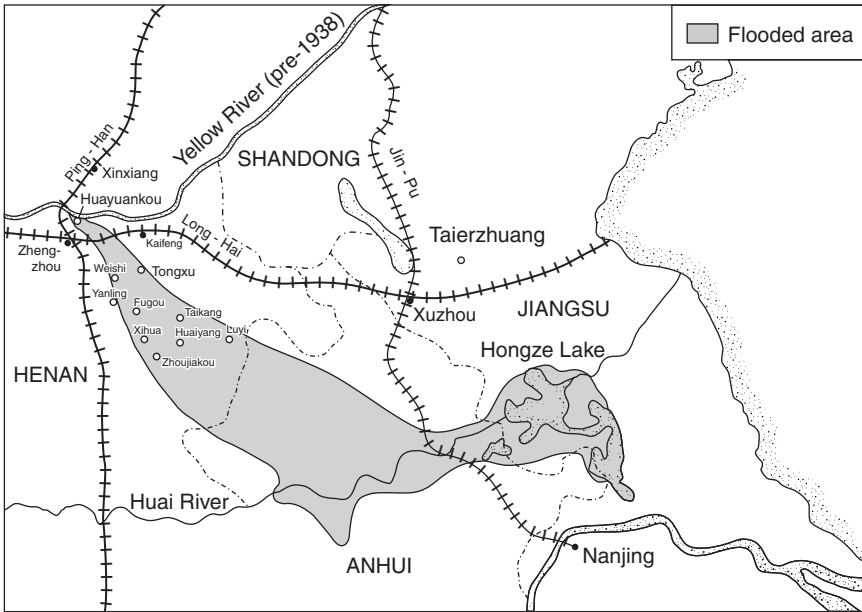 Flooded area
Yellow River (pre-1938)
Ping - Han
SHANDONG
Xinxiang
Jin - Pu
Huayuankou
Long - Hai
Taierzhuang
Kaifeng
Zheng-
zhou
Weishi
Tongxu
Yanling
Fugou
Taikang
Xuzhou
JIANGSU
Xihua
Huaiyang
Luyi
Hongze Lake
Zhoujiakou
HENAN
Huai River
Nanjing
ANHUI